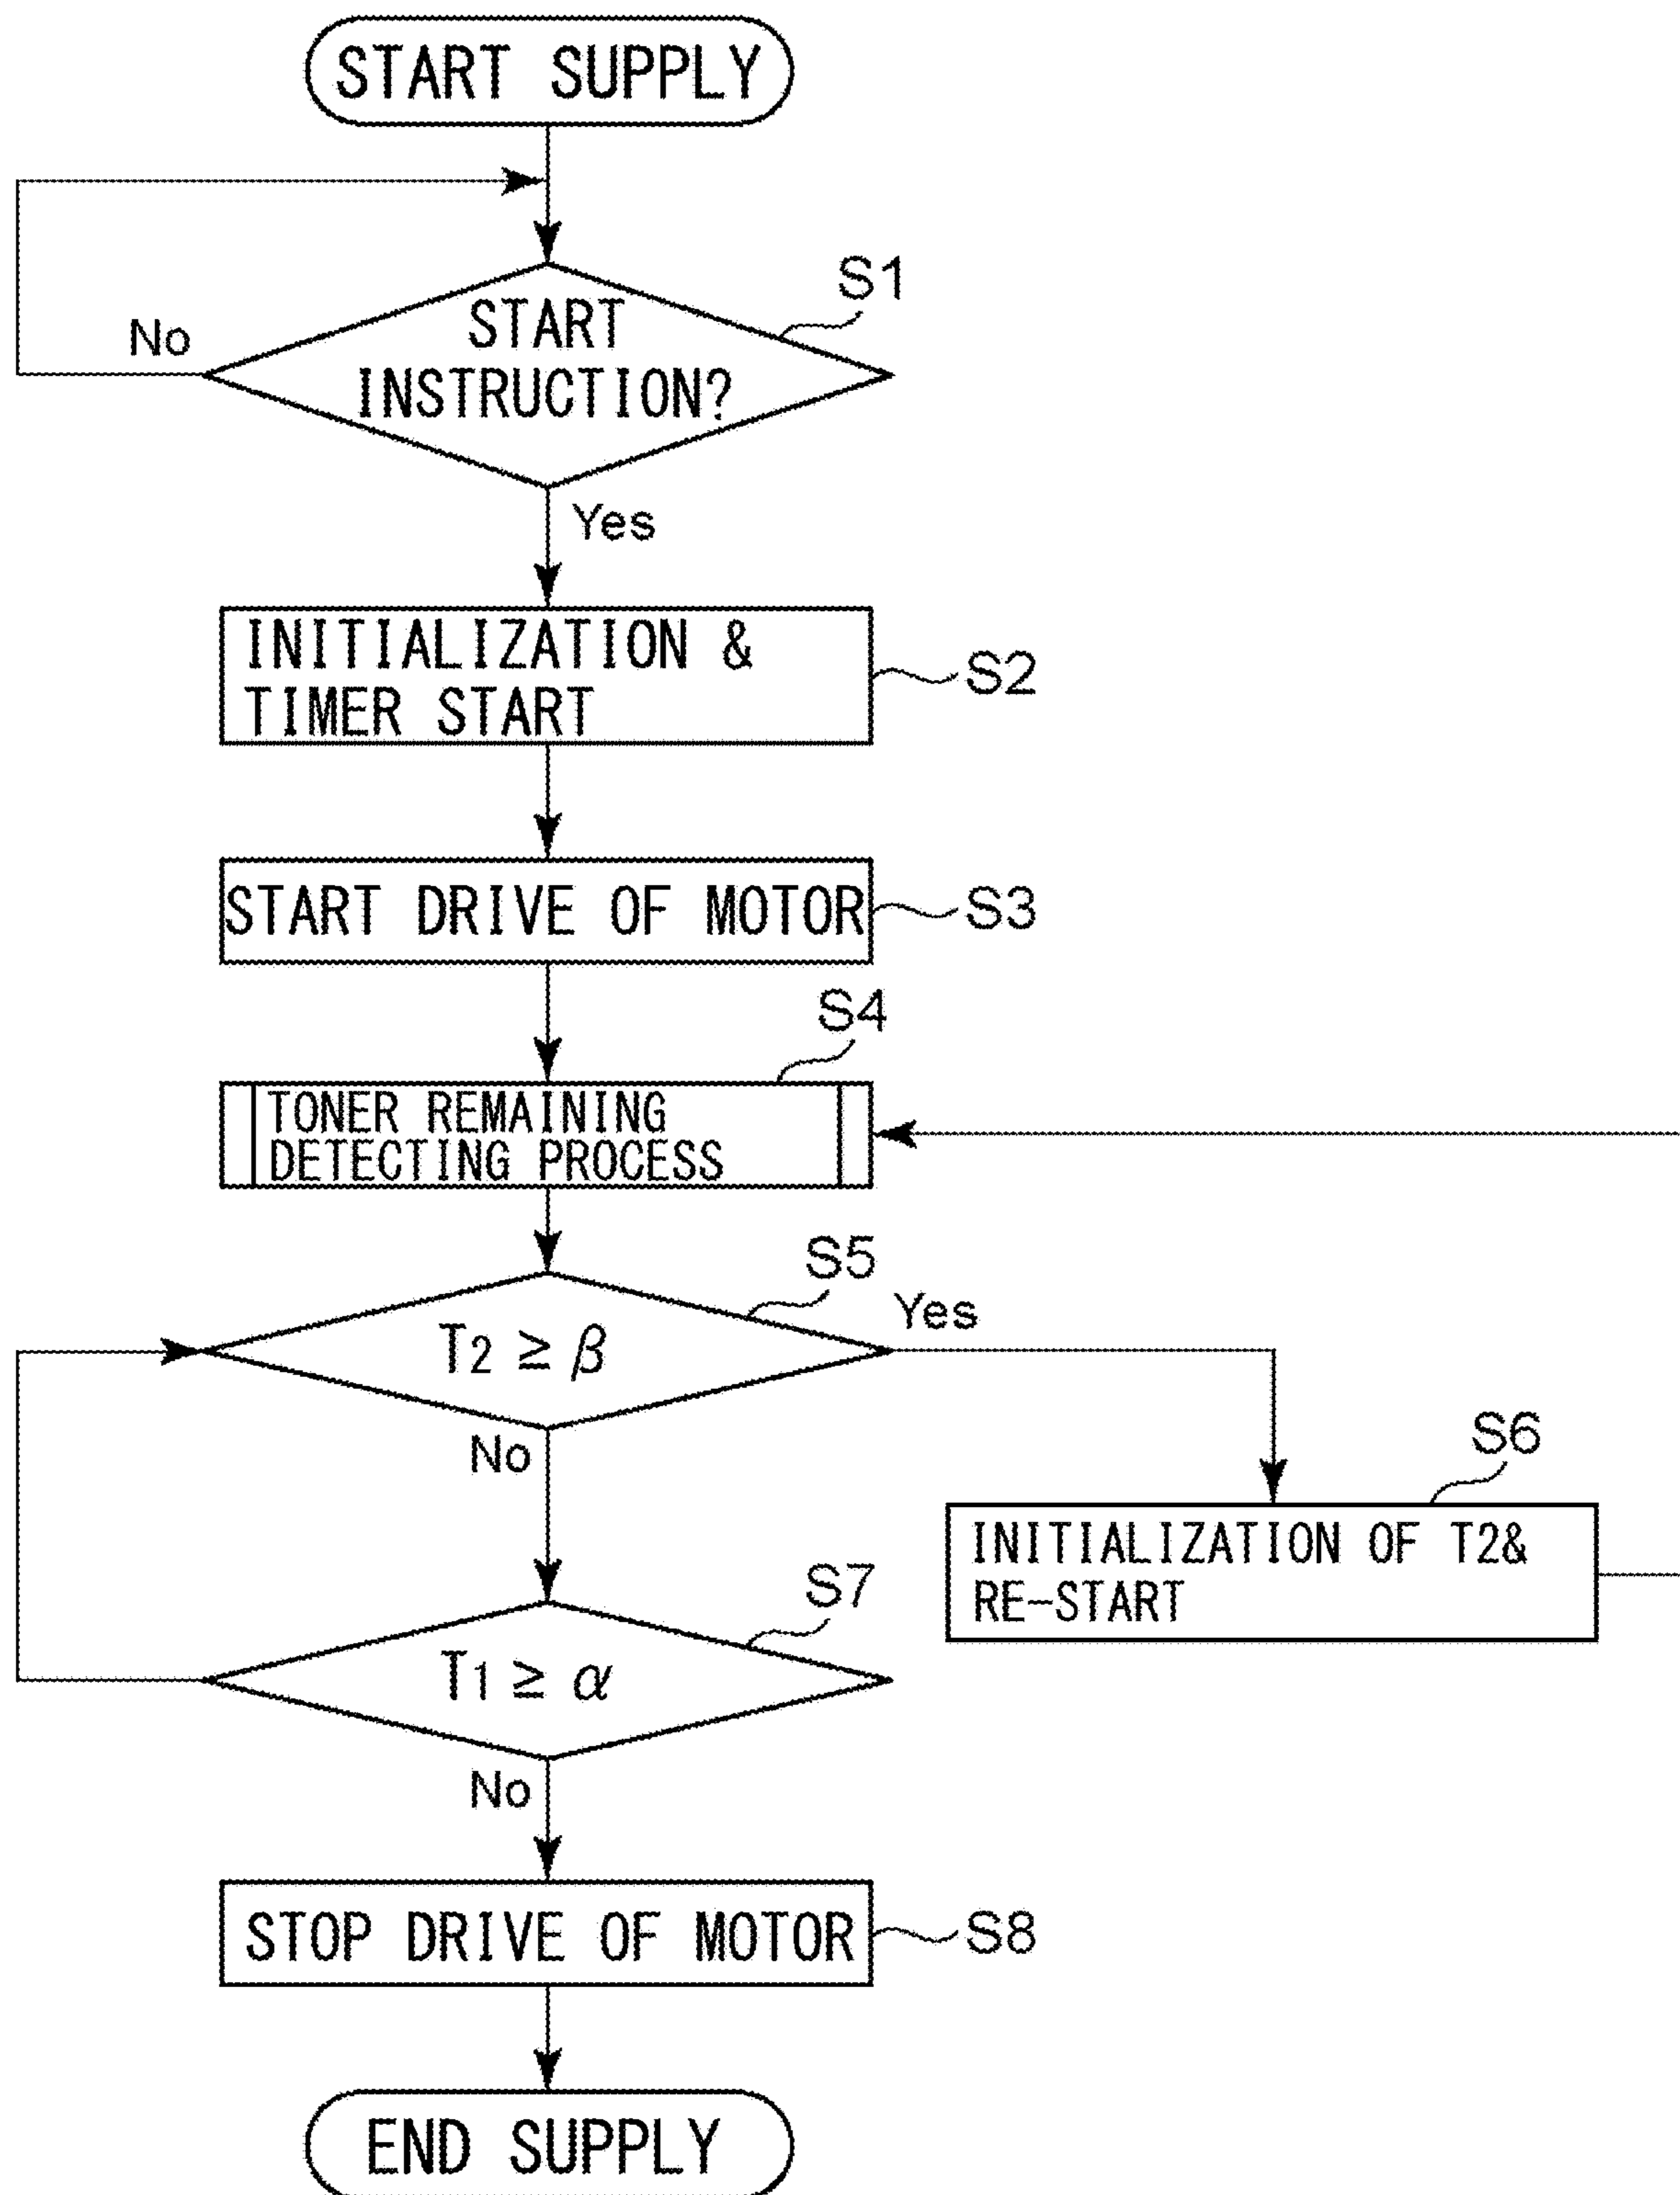 START SUPPLY
S1
START
INSTRUCTION?
No
Yes
INITIALIZATION &
TIMER START
S2
START DRIVE OF MOTOR
S3
S4
TONER REMAINING
DETECTING PROCESS
S5
T2 ≥ β
Yes
No
S6
INITIALIZATION OF T2&
RE-START
S7
T1 ≥ α
No
STOP DRIVE OF MOTOR
S8
END SUPPLY